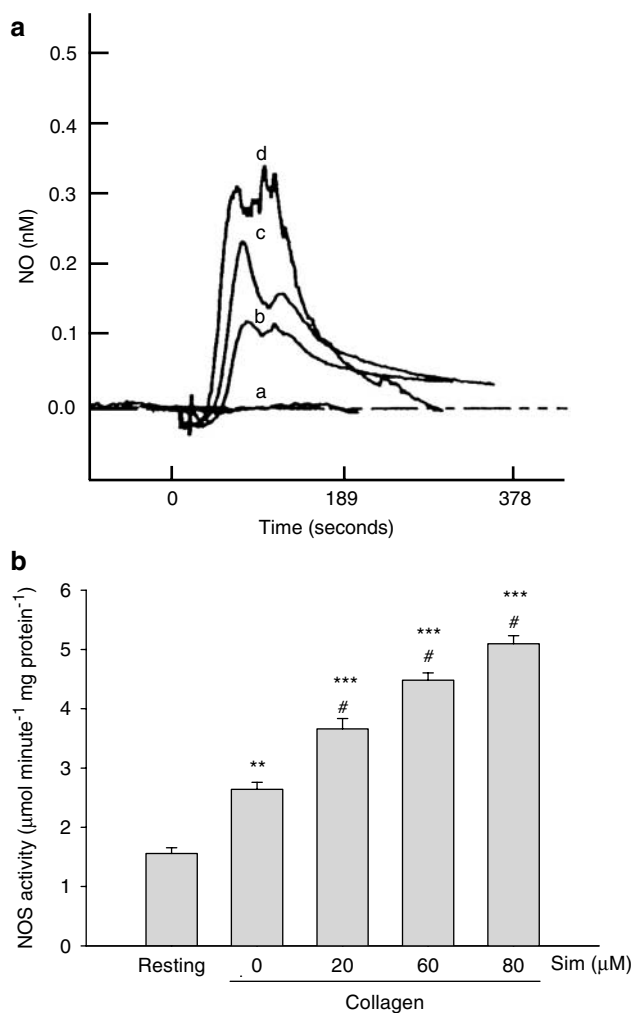 a
0.5
0.4
0.3
0.2
0.1
0.0
NO (nM)
d
c
b
a
0 189 378
Time (seconds)
b
6
5
4
3
2
1
0
NOS activity (μmol minute⁻¹ mg protein⁻¹)
**
***
#
***
#
***
#
Resting 0 20 60 80 Sim (μM)
Collagen